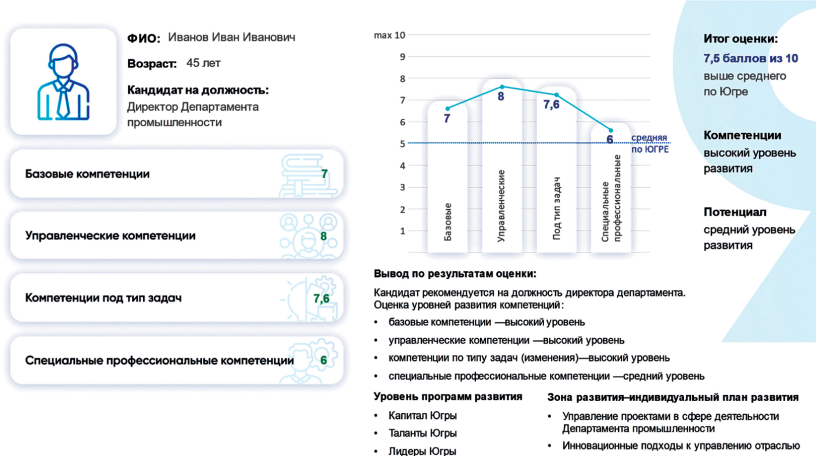 ФИО: Иванов Иван Иванович
Возраст: 45 лет
Кандидат на должность:
Директор Департамента
промышленности
Базовые компетенции 7
Управленческие компетенции 8
Компетенции под тип задач 7,6
Специальные профессиональные компетенции 6
max 10
9
8
7
6
5
4
3
2
1
7
8
7,6
6
средняя
по ЮГРЕ
Базовые
Управленческие
Под тип задач
Специальные
профессиональные
Итог оценки:
7,5 баллов из 10
выше среднего
по Югре
Компетенции
высокий уровень
развития
Потенциал
средний уровень
развития
Вывод по результатам оценки:
Кандидат рекомендуется на должность директора департамента.
Оценка уровней развития компетенций:
• базовые компетенции —высокий уровень
• управленческие компетенции —высокий уровень
• компетенции по типу задач (изменения)—высокий уровень
• специальные профессиональные компетенции —средний уровень
Уровень программ развития
• Капитал Югры
• Таланты Югры
• Лидеры Югры
Зона развития–индивидуальный план развития
• Управление проектами в сфере деятельности
Департамента промышленности
• Инновационные подходы к управлению отраслью